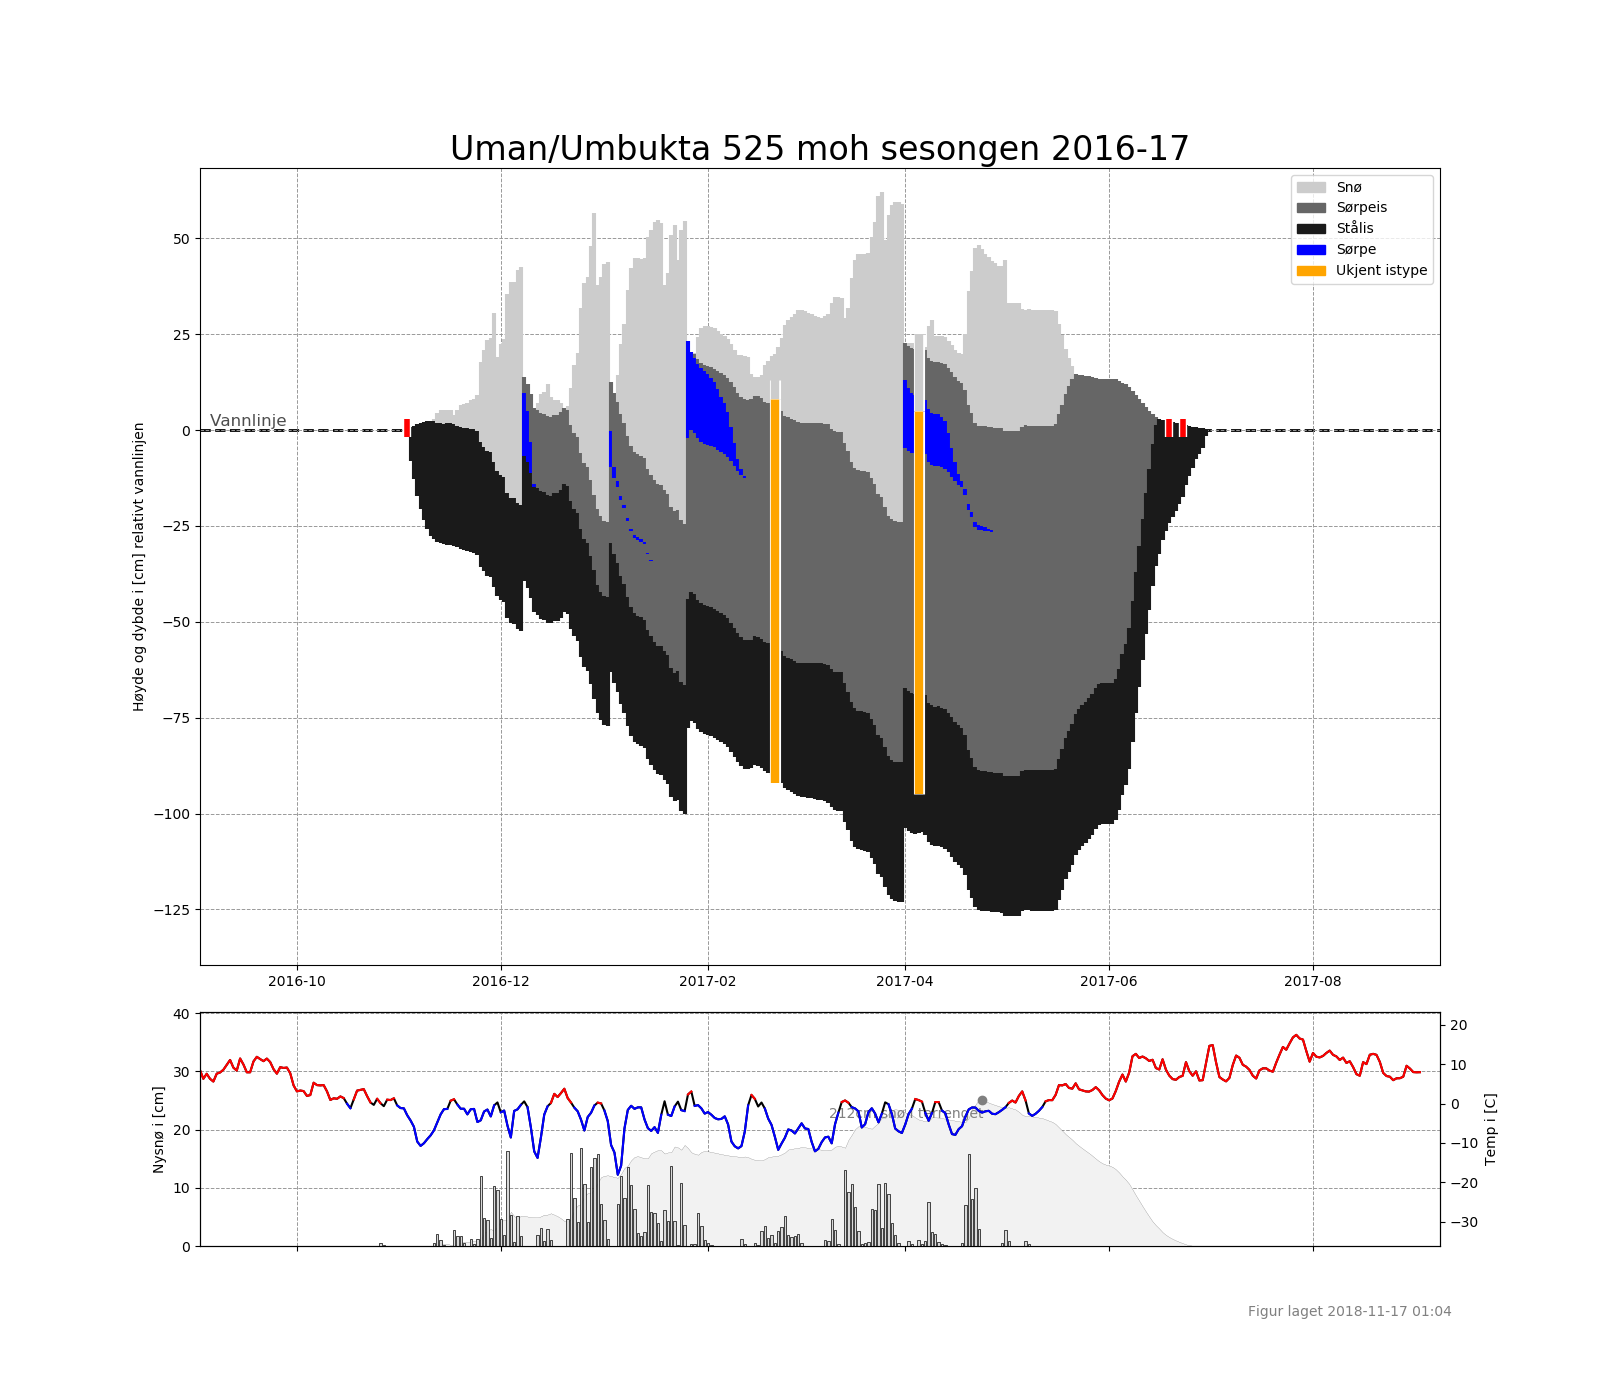 Uman/Umbukta 525 moh sesongen 2016-17
Snø
Sørpeis
Stålis
Sørpe
Ukjent istype
Vannlinje
Høyde og dybde i [cm] relativt vannlinjen
50
25
0
−25
−50
−75
−100
−125
2016-10 2016-12 2017-02 2017-04 2017-06 2017-08
Nysnø i [cm]
40
30
20
10
0
212cm snø i terrenget
Temp i [C]
20
10
0
−10
−20
−30
Figur laget 2018-11-17 01:04